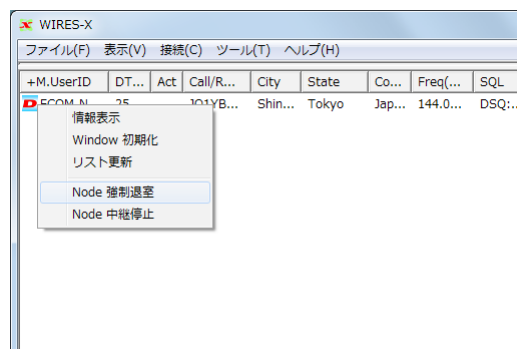 WIRES-X
ファイル(F) 表示(V) 接続(C) ツール(T) ヘルプ(H)
+M.UserID DT... Act Call/R... City State Co... Freq(... SQL
25 Shin... Tokyo Jap... 144.0... DSQ:..
情報表示
Window 初期化
リスト更新
Node 強制退室
Node 中継停止